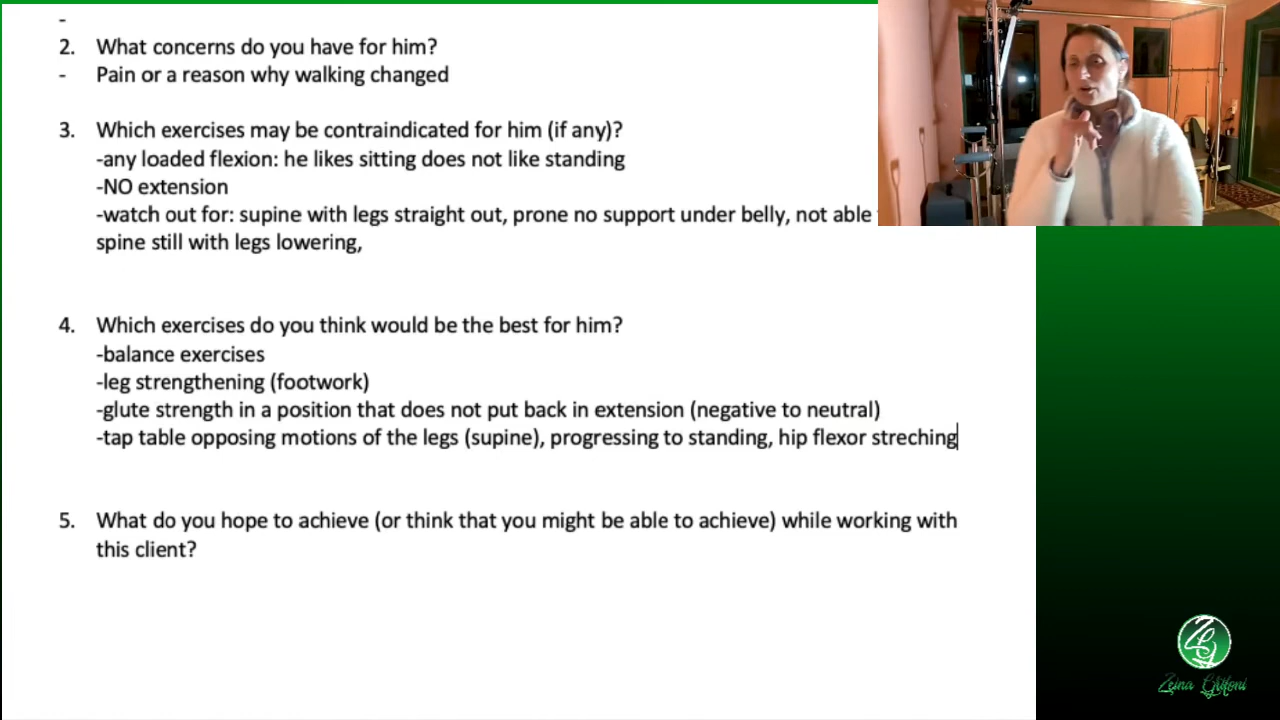 -
2. What concerns do you have for him?
- Pain or a reason why walking changed
3. Which exercises may be contraindicated for him (if any)?
-any loaded flexion: he likes sitting does not like standing
-NO extension
-watch out for: supine with legs straight out, prone no support under belly, not able
spine still with legs lowering,
4. Which exercises do you think would be the best for him?
-balance exercises
-leg strengthening (footwork)
-glute strength in a position that does not put back in extension (negative to neutral)
-tap table opposing motions of the legs (supine), progressing to standing, hip flexor streching
5. What do you hope to achieve (or think that you might be able to achieve) while working with
this client?